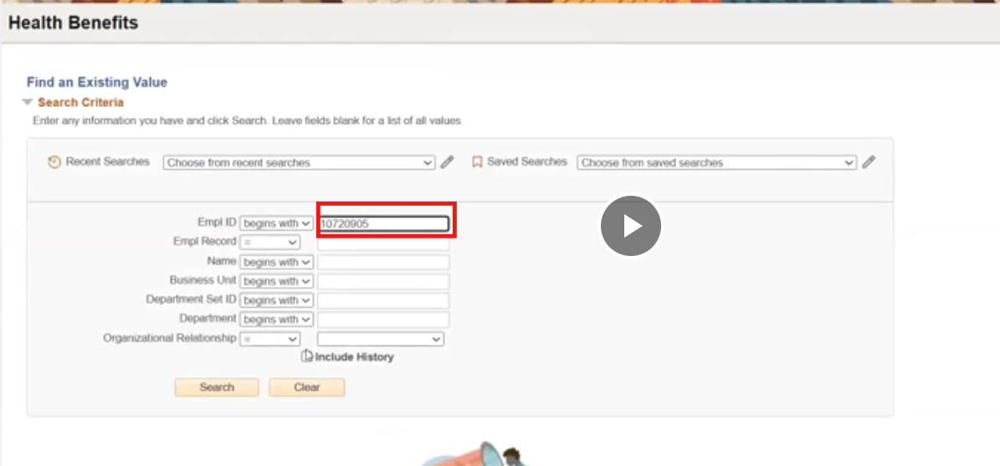 Health Benefits
Find an Existing Value
Search Criteria
Enter any information you have and click Search. Leave fields blank for a list of all values.
Recent Searches Choose from recent searches Saved Searches Choose from saved searches
Empl ID begins with 10720905
Empl Record =
Name begins with
Business Unit begins with
Department Set ID begins with
Department begins with
Organizational Relationship =
Include History
Search Clear